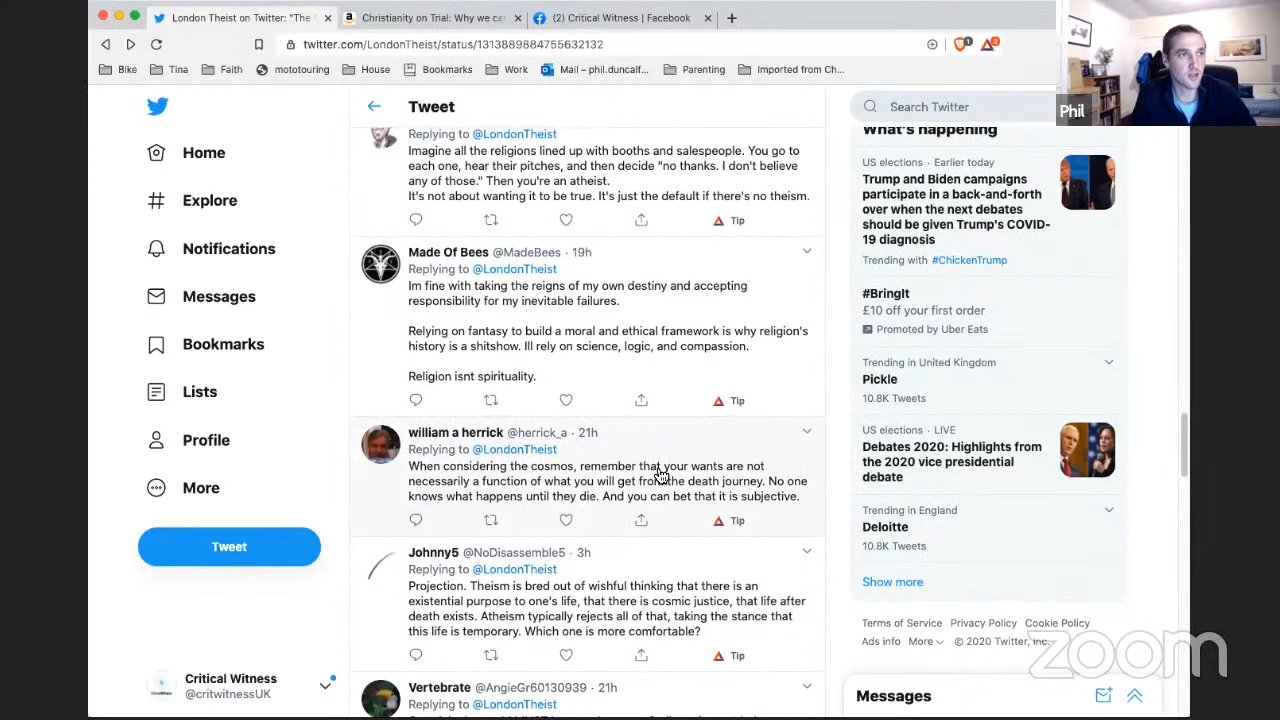 London Theist on Twitter: "The
Christianity on Trial: Why we ca
(2) Critical Witness | Facebook
twitter.com/LondonTheist/status/1313889884755632132
1
2
Bike
Tina
Faith
mototouring
House
Bookmarks
Work
Mail – phil.duncalf...
Parenting
Imported from Ch...
Phil
Home
Explore
Notifications
Messages
Bookmarks
Lists
Profile
More
Tweet
Critical Witness
@critwitnessUK
Tweet
Replying to @LondonTheist
Imagine all the religions lined up with booths and salespeople. You go to
each one, hear their pitches, and then decide "no thanks. I don't believe
any of those." Then you're an atheist.
It's not about wanting it to be true. It's just the default if there's no theism.
Tip
Made Of Bees @MadeBees · 19h
Replying to @LondonTheist
Im fine with taking the reigns of my own destiny and accepting
responsibility for my inevitable failures.
Relying on fantasy to build a moral and ethical framework is why religion's
history is a shitshow. Ill rely on science, logic, and compassion.
Religion isnt spirituality.
Tip
william a herrick @herrick_a · 21h
Replying to @LondonTheist
When considering the cosmos, remember that your wants are not
necessarily a function of what you will get from the death journey. No one
knows what happens until they die. And you can bet that it is subjective.
Tip
Johnny5 @NoDisassemble5 · 3h
Replying to @LondonTheist
Projection. Theism is bred out of wishful thinking that there is an
existential purpose to one's life, that there is cosmic justice, that life after
death exists. Atheism typically rejects all of that, taking the stance that
this life is temporary. Which one is more comfortable?
Tip
Vertebrate @AngieGr60130939 · 21h
Replying to @LondonTheist
Search Twitter
What's happening
US elections · Earlier today
Trump and Biden campaigns
participate in a back-and-forth
over when the next debates
should be given Trump's COVID-
19 diagnosis
Trending with #ChickenTrump
#BringIt
£10 off your first order
Promoted by Uber Eats
Trending in United Kingdom
Pickle
10.8K Tweets
US elections · LIVE
Debates 2020: Highlights from
the 2020 vice presidential
debate
Trending in England
Deloitte
10.8K Tweets
Show more
Terms of Service Privacy Policy Cookie Policy
Ads info More © 2020 Twitter, Inc.
zoom
Messages